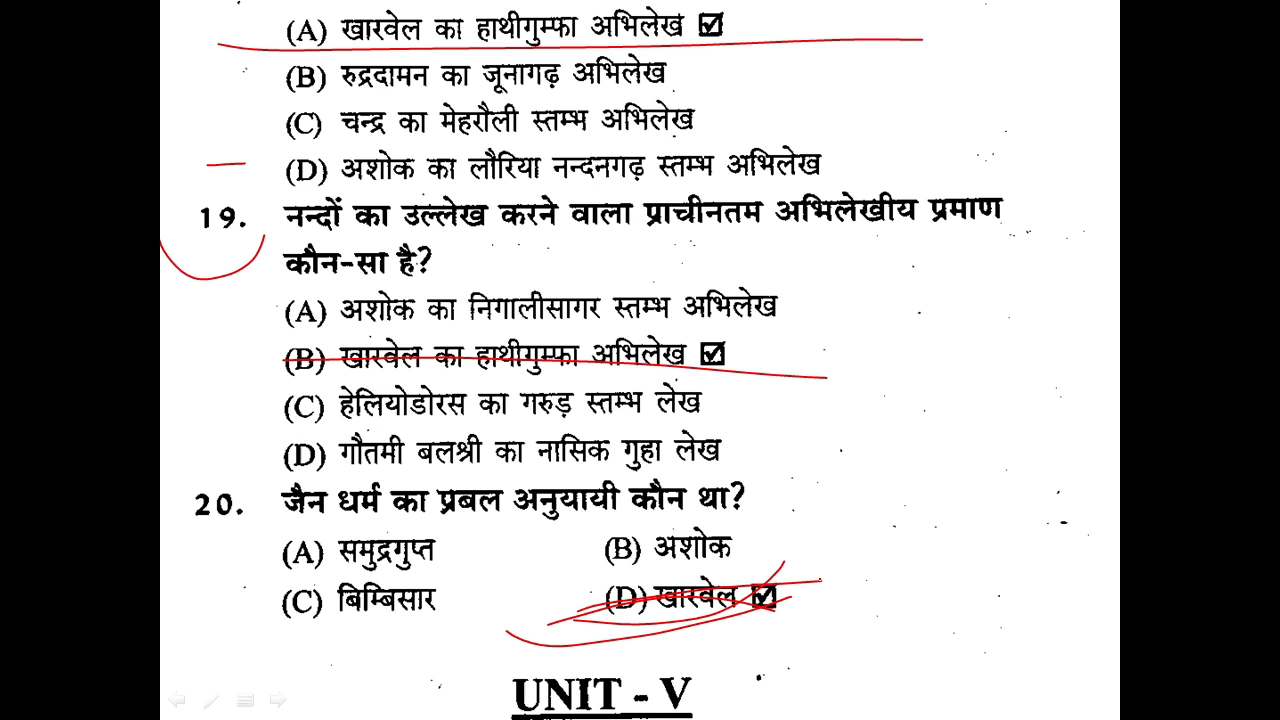 (A) खारवेल का हाथीगुम्फा अभिलेख ☑
(B) रुद्रदामन का जूनागढ़ अभिलेख
(C) चन्द्र का मेहरौली स्तम्भ अभिलेख
(D) अशोक का लौरिया नन्दनगढ़ स्तम्भ अभिलेख
19. नन्दों का उल्लेख करने वाला प्राचीनतम अभिलेखीय प्रमाण
कौन-सा है?
(A) अशोक का निगालीसागर स्तम्भ अभिलेख
(B) खारवेल का हाथीगुम्फा अभिलेख ☑
(C) हेलियोडोरस का गरुड़ स्तम्भ लेख
(D) गौतमी बलश्री का नासिक गुहा लेख
20. जैन धर्म का प्रबल अनुयायी कौन था?
(A) समुद्रगुप्त (B) अशोक
(C) बिम्बिसार (D) खारवेल ☑
UNIT - V